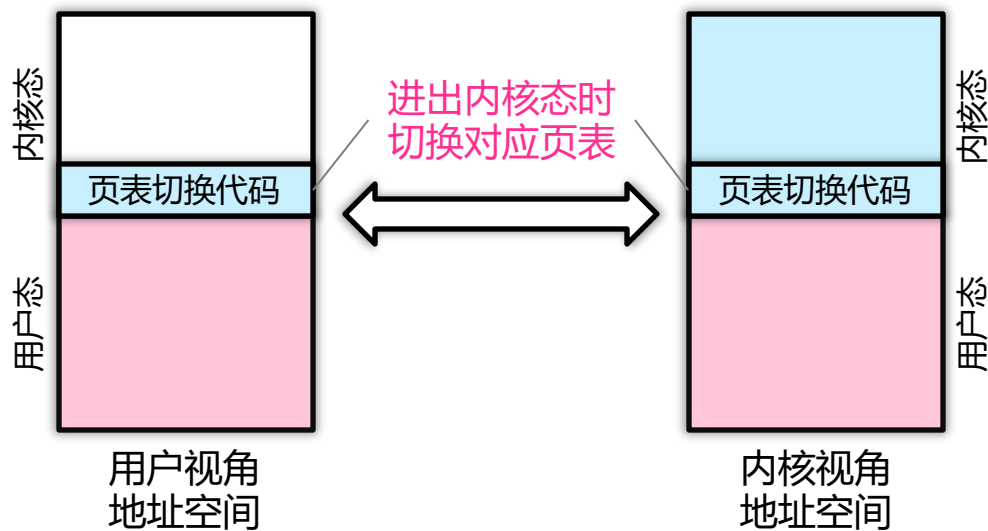 内核态
用户态
页表切换代码
用户视角
地址空间
进出内核态时
切换对应页表
页表切换代码
内核态
用户态
内核视角
地址空间